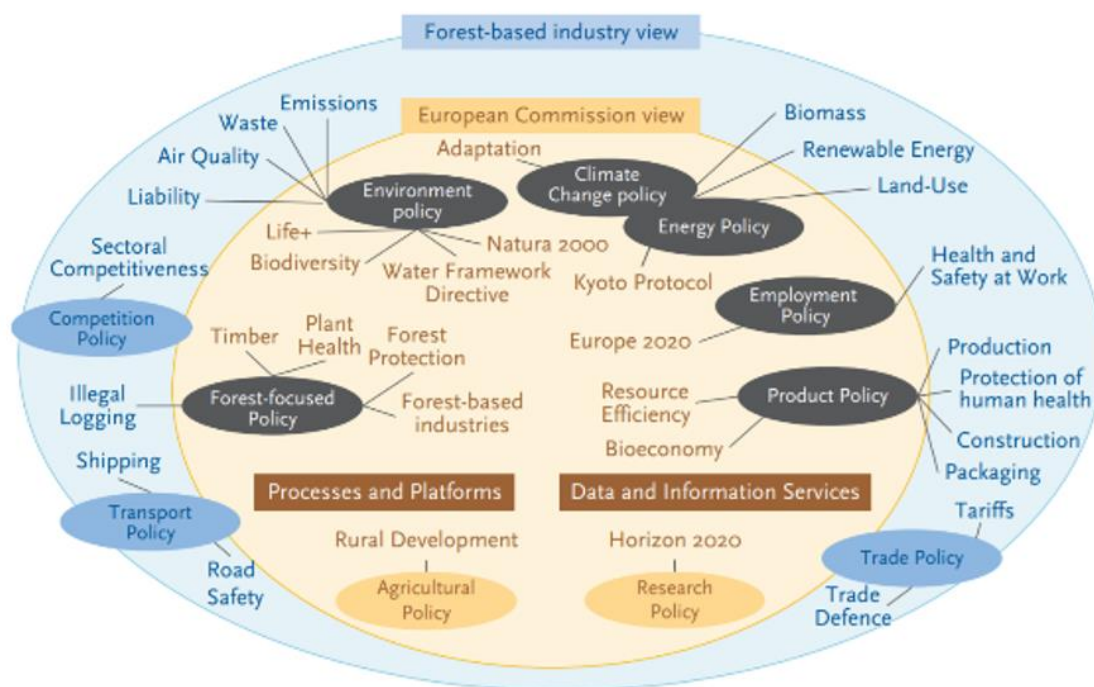 Forest-based industry view
Emissions
Waste
Air Quality
Liability
European Commission view
Adaptation
Biomass
Renewable Energy
Land-Use
Climate
Change policy
Energy Policy
Environment
policy
Life+
Biodiversity
Natura 2000
Water Framework
Directive
Kyoto Protocol
Sectoral
Competitiveness
Competition
Policy
Health and
Safety at Work
Employment
Policy
Europe 2020
Timber
Plant
Health
Forest
Protection
Forest-focused
Policy
Forest-based
industries
Illegal
Logging
Resource
Efficiency
Bioeconomy
Product Policy
Production
Protection of
human health
Construction
Packaging
Shipping
Transport
Policy
Road
Safety
Processes and Platforms
Data and Information Services
Rural Development
Agricultural
Policy
Horizon 2020
Research
Policy
Tariffs
Trade Policy
Trade
Defence